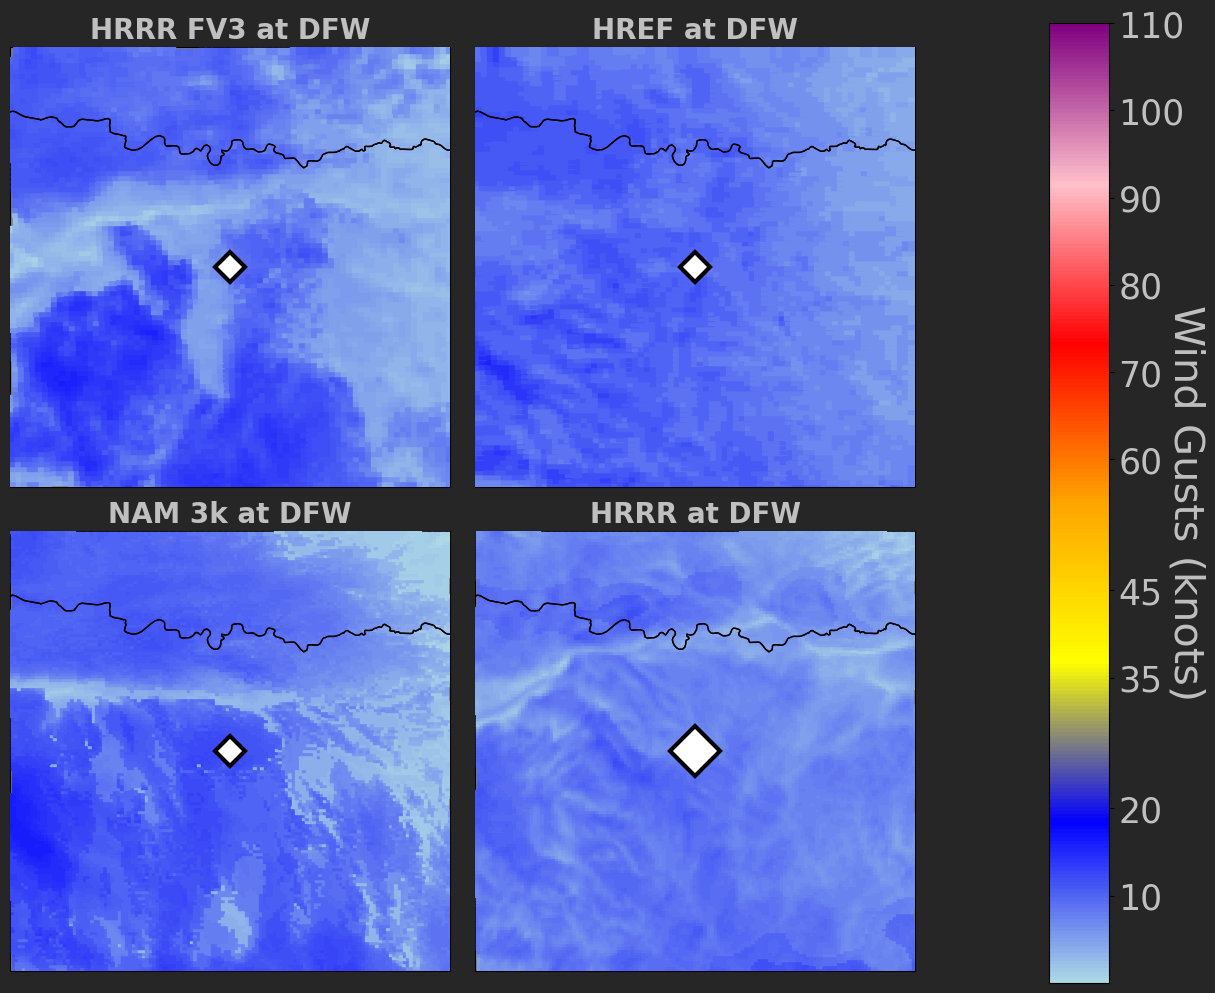 HRRR FV3 at DFW
HREF at DFW
NAM 3k at DFW
HRRR at DFW
110
100
90
80
70
60
45
35
20
10
Wind Gusts (knots)